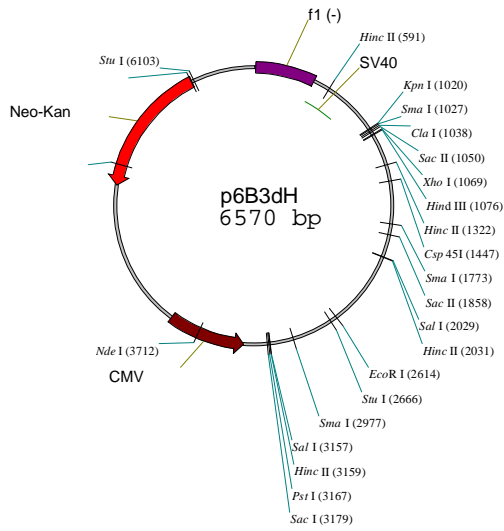 f1 (-)
Hinc II (591)
SV40
Stu I (6103)
Kpn I (1020)
Sma I (1027)
Neo-Kan
Cla I (1038)
Sac II (1050)
Xho I (1069)
Hind III (1076)
p6B3dH
6570 bp
Hinc II (1322)
Csp 45I (1447)
Sma I (1773)
Sac II (1858)
Sal I (2029)
Hinc II (2031)
Nde I (3712)
CMV
EcoR I (2614)
Stu I (2666)
Sma I (2977)
Sal I (3157)
Hinc II (3159)
Pst I (3167)
Sac I (3179)